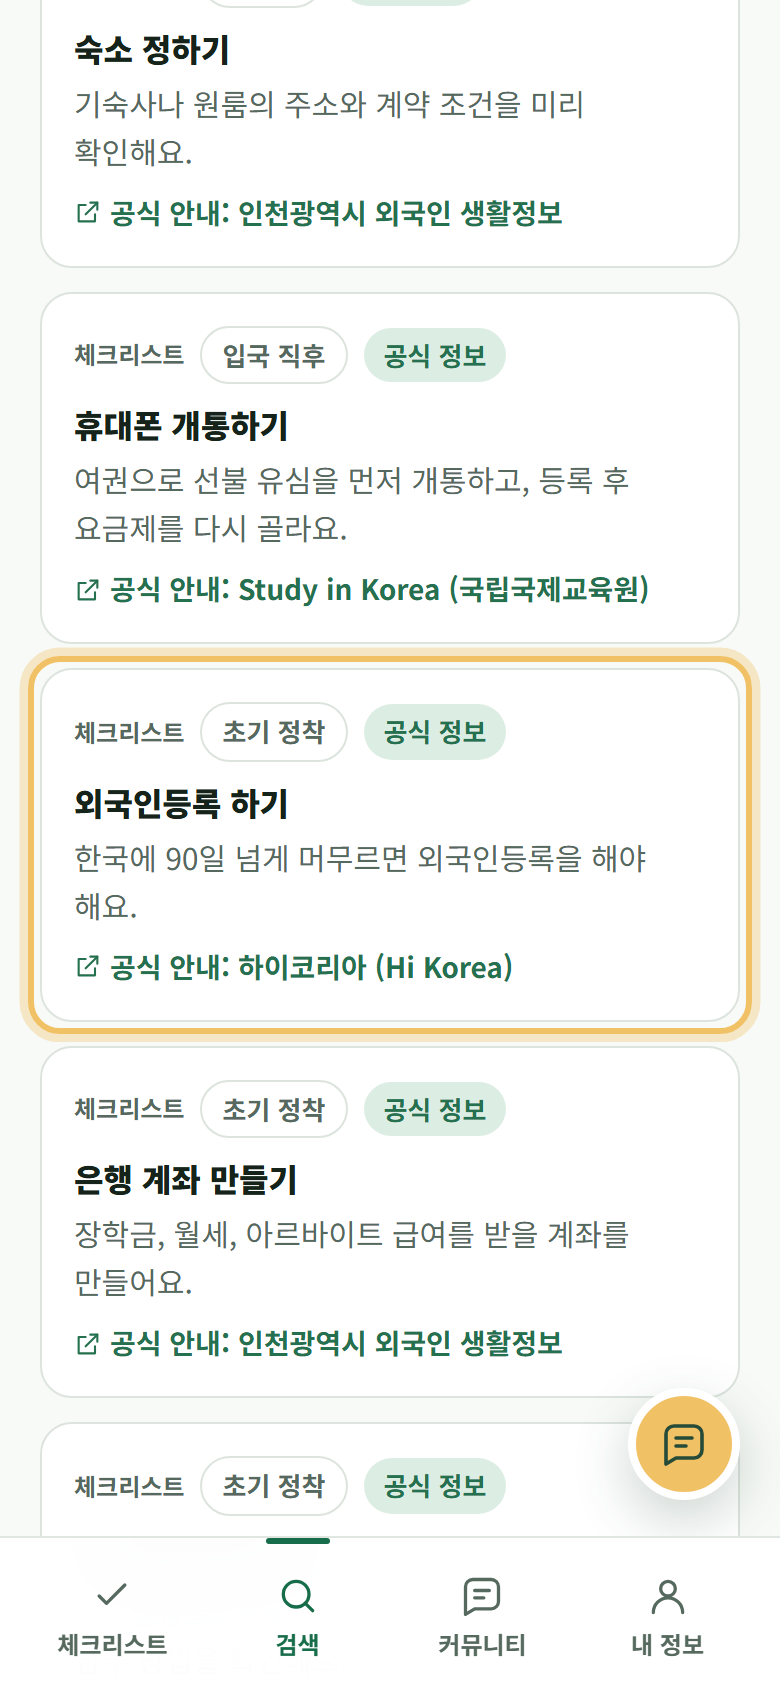 숙소 정하기
기숙사나 원룸의 주소와 계약 조건을 미리
확인해요.
공식 안내: 인천광역시 외국인 생활정보
체크리스트 입국 직후 공식 정보
휴대폰 개통하기
여권으로 선불 유심을 먼저 개통하고, 등록 후
요금제를 다시 골라요.
공식 안내: Study in Korea (국립국제교육원)
체크리스트 초기 정착 공식 정보
외국인등록 하기
한국에 90일 넘게 머무르면 외국인등록을 해야
해요.
공식 안내: 하이코리아 (Hi Korea)
체크리스트 초기 정착 공식 정보
은행 계좌 만들기
장학금, 월세, 아르바이트 급여를 받을 계좌를
만들어요.
공식 안내: 인천광역시 외국인 생활정보
체크리스트 초기 정착 공식 정보
체크리스트 검색 커뮤니티 내 정보